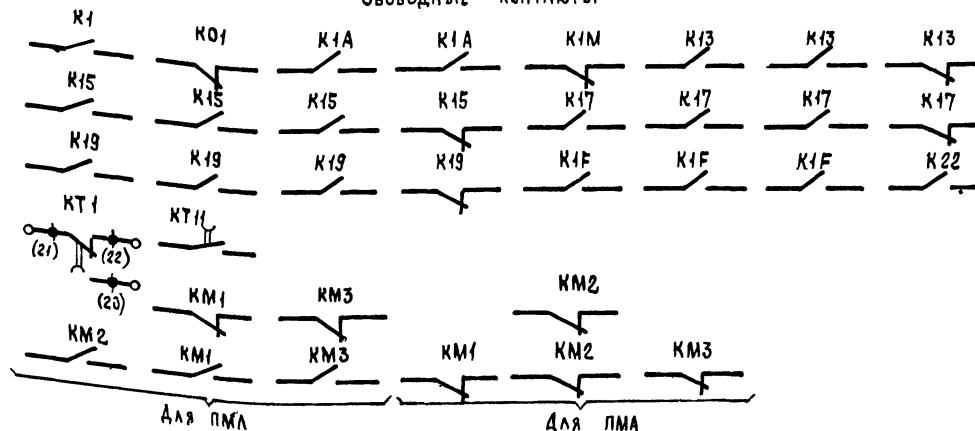 СВОБОДНЫЕ КОНТАКТЫ
К1 КО1 К1А К1А К1М К13 К13 К13
К15 К15 К15 К15 К17 К17 К17 К17
К19 К19 К19 К19 К1F К1F К1F К22
КТ1 КТ11
(21) (22)
(20)
КМ1 КМ3 КМ2
КМ2 КМ1 КМ3 КМ1 КМ2 КМ3
Для ПМЛ Для ПМА